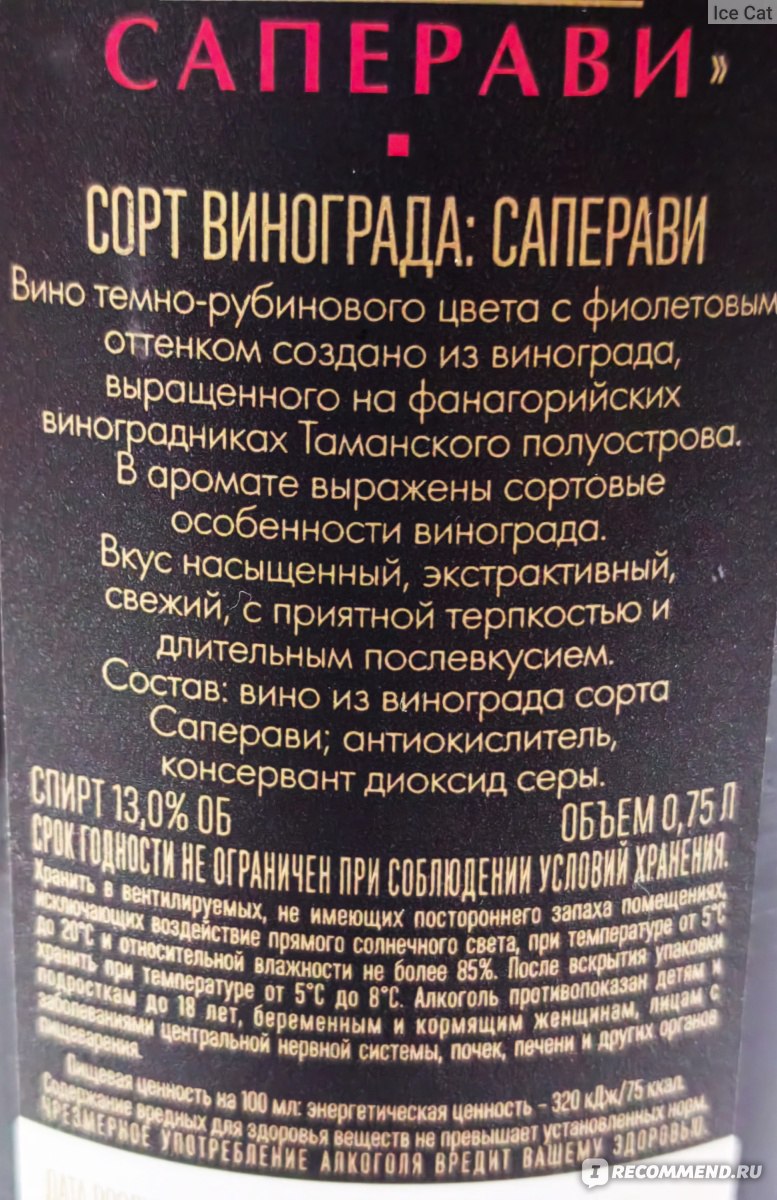 Ice Cat
САПЕРАВИ»
СОРТ ВИНОГРАДА: САПЕРАВИ
Вино темно-рубинового цвета с фиолетовым
оттенком создано из винограда,
выращенного на фанагорийских
виноградниках Таманского полуострова.
В аромате выражены сортовые
особенности винограда.
Вкус насыщенный, экстрактивный,
свежий, с приятной терпкостью и
длительным послевкусием.
Состав: вино из винограда сорта
Саперави; антиокислитель,
консервант диоксид серы.
СПИРТ 13,0% ОБ ОБЪЕМ 0,75 Л
СРОК ГОДНОСТИ НЕ ОГРАНИЧЕН ПРИ СОБЛЮДЕНИИ УСЛОВИЙ ХРАНЕНИЯ.
Хранить в вентилируемых, не имеющих постороннего запаха помещениях,
исключающих воздействие прямого солнечного света, при температуре от 5°С
до 20°С и относительной влажности не более 85%. После вскрытия упаковки
хранить при температуре от 5°С до 8°С. Алкоголь противопоказан детям и
подросткам до 18 лет, беременным и кормящим женщинам, лицам с
заболеваниями центральной нервной системы, почек, печени и других органов
пищеварения.
Пищевая ценность на 100 мл: энергетическая ценность – 320 кДж/75 ккал.
Содержание вредных для здоровья веществ не превышает установленных норм.
ЧРЕЗМЕРНОЕ УПОТРЕБЛЕНИЕ АЛКОГОЛЯ ВРЕДИТ ВАШЕМУ ЗДОРОВЬЮ.
ДАТА
I RECOMMEND.RU